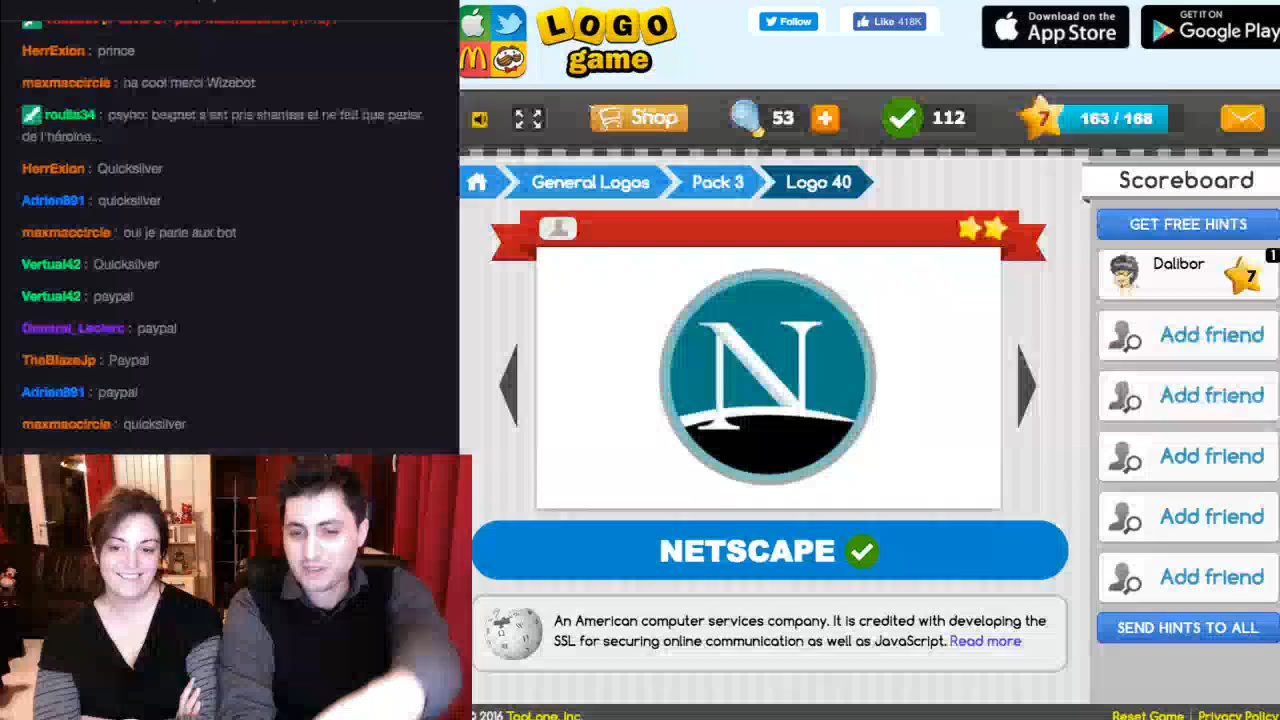 HerrExion : prince
maxmaccircle : na cool merci Wizebot
roulis34 : psyho: beignet s'est pris shantae et ne fait que parler
de l'héroïne...
HerrExion : Quicksilver
Adrien891 : quicksilver
maxmaccircle : oui je parle aux bot
Vertual42 : Quicksilver
Vertual42 : paypal
General_Leclerc : paypal
TheBlazeJp : Paypal
Adrien891 : paypal
maxmaccircle : quicksilver
LOGO
game
Follow
Like 418K
Download on the
App Store
GET IT ON
Google Play
Shop
53
112
7
163 / 168
General Logos
Pack 3
Logo 40
N
NETSCAPE
An American computer services company. It is credited with developing the
SSL for securing online communication as well as JavaScript. Read more
Scoreboard
GET FREE HINTS
Dalibor
7
1
Add friend
Add friend
Add friend
Add friend
Add friend
SEND HINTS TO ALL
© 2016 TapLane, Inc.
Reset Game | Privacy Policy